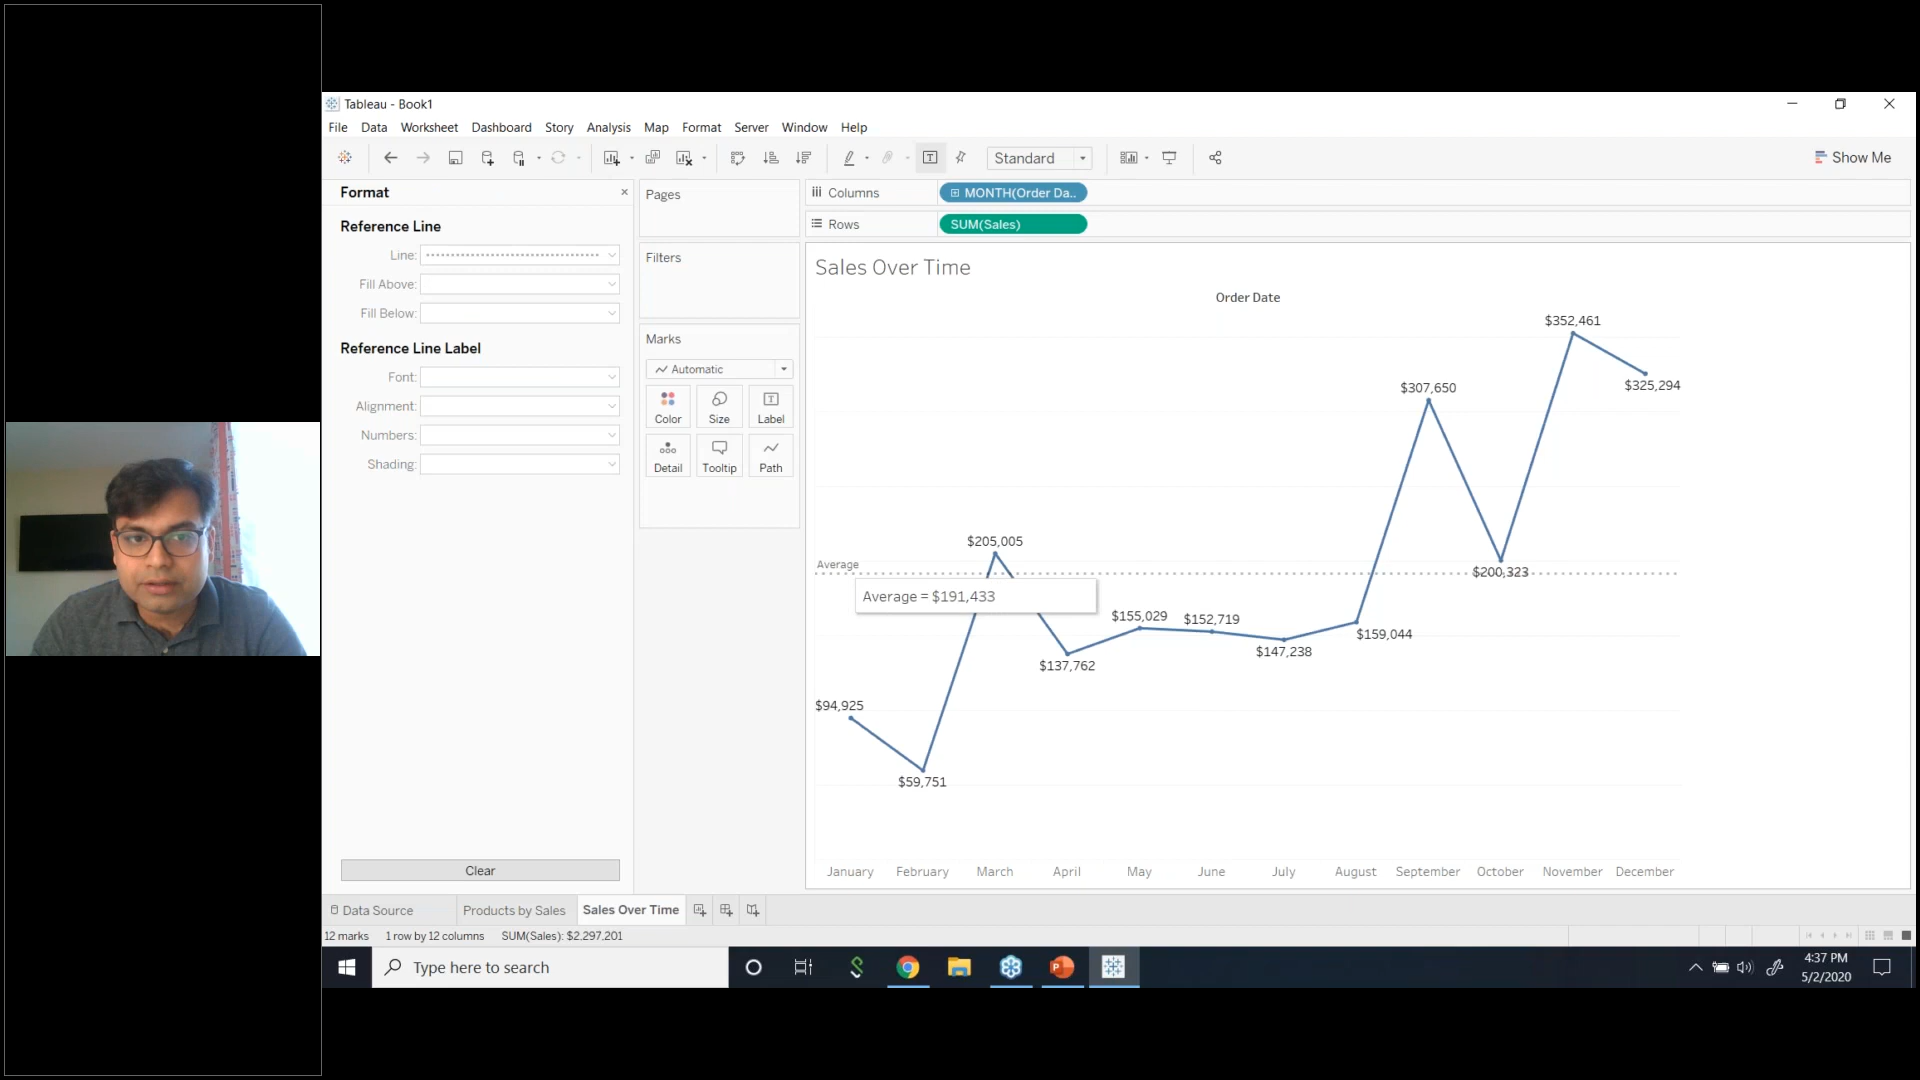 Tableau - Book1
File Data Worksheet Dashboard Story Analysis Map Format Server Window Help
Standard
Show Me
Format
Reference Line
Line:
Fill Above:
Fill Below:
Reference Line Label
Font:
Alignment:
Numbers:
Shading:
Clear
Pages
Filters
Marks
Automatic
Color Size Label
Detail Tooltip Path
Columns MONTH(Order Da..
Rows SUM(Sales)
Sales Over Time
Order Date
$352,461
$307,650
$325,294
$205,005
Average
$200,323
Average = $191,433
$155,029
$152,719
$159,044
$147,238
$137,762
$94,925
$59,751
January February March April May June July August September October November December
Data Source Products by Sales Sales Over Time
12 marks 1 row by 12 columns SUM(Sales): $2,297,201
Type here to search
4:37 PM
5/2/2020